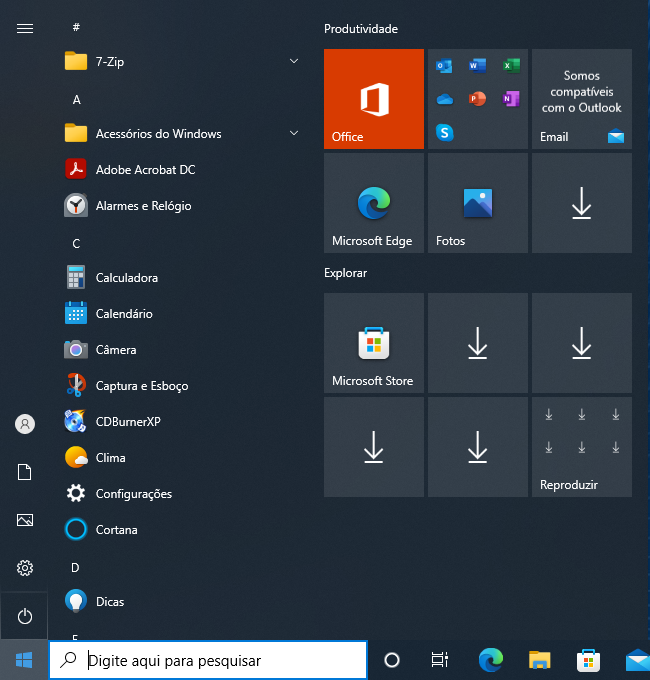 #
7-Zip
A
Acessórios do Windows
Adobe Acrobat DC
Alarmes e Relógio
C
Calculadora
Calendário
Câmera
Captura e Esboço
CDBurnerXP
Clima
Configurações
Cortana
D
Dicas
Produtividade
Office
Somos
compatíveis
com o Outlook
Email
Microsoft Edge
Fotos
Explorar
Microsoft Store
Reproduzir
Digite aqui para pesquisar